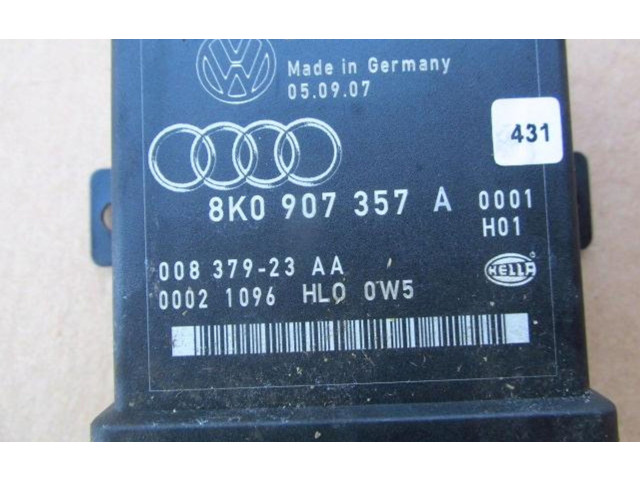 Made in Germany
05.09.07
431
8K0 907 357 A 0001
H01
008 379-23 AA
0002 1096 HL0 0W5
HELLA